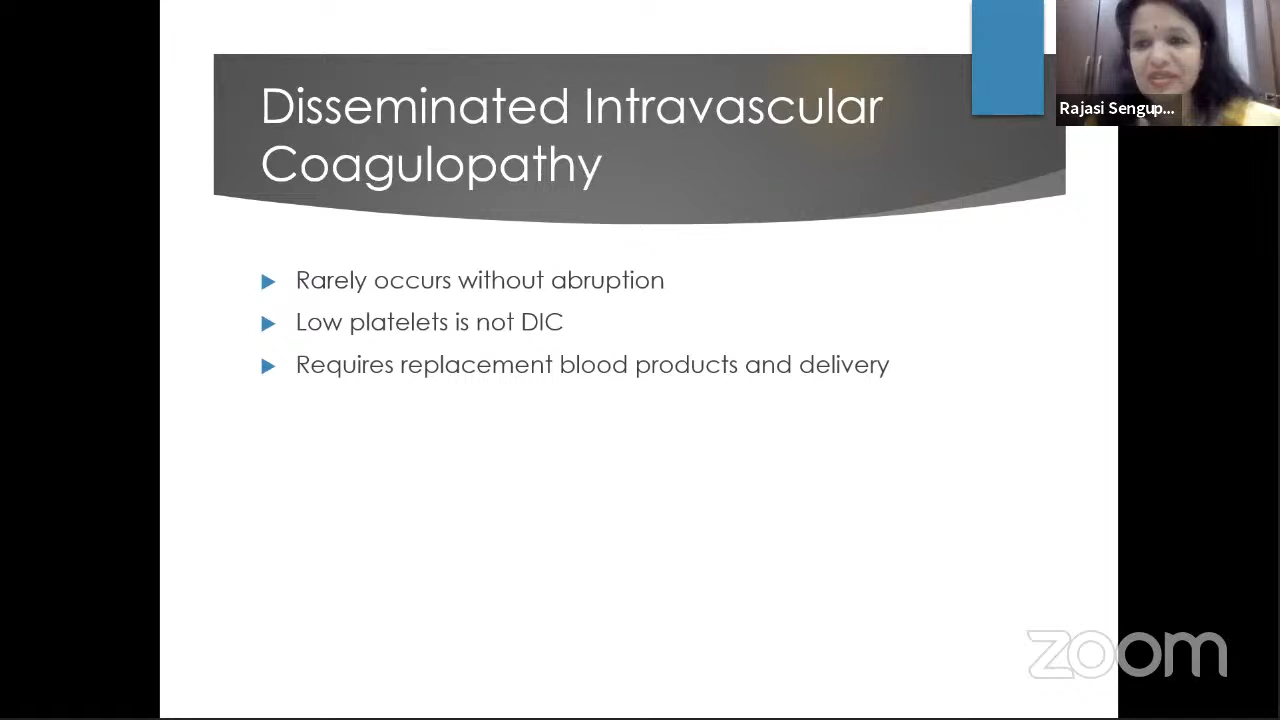 Disseminated Intravascular
Coagulopathy
Rajasi Sengup...
Rarely occurs without abruption
Low platelets is not DIC
Requires replacement blood products and delivery
zoom